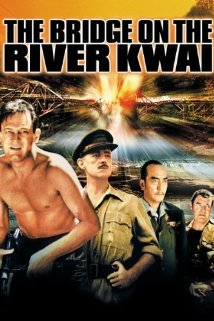 THE BRIDGE ON THE
RIVER KWAI